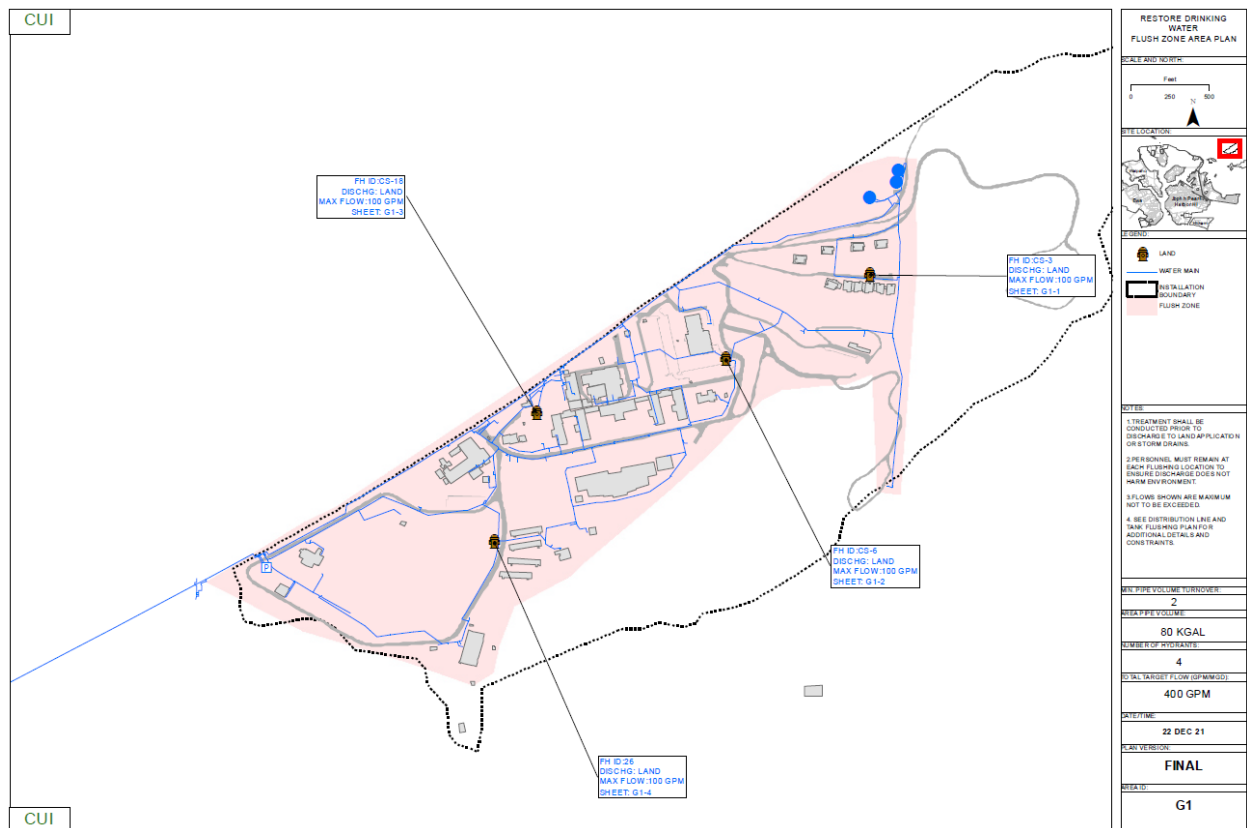 CUI
FH ID:CS-18
DISCHG: LAND
MAX FLOW:100 GPM
SHEET: G1-3
FH ID:CS-3
DISCHG: LAND
MAX FLOW:100 GPM
SHEET: G1-1
FH ID:CS-6
DISCHG: LAND
MAX FLOW:100 GPM
SHEET: G1-2
P
FH ID:26
DISCHG: LAND
MAX FLOW:100 GPM
SHEET: G1-4
CUI
RESTORE DRINKING
WATER
FLUSH ZONE AREA PLAN
SCALE AND NORTH:
Feet
0 250 500
N
SITE LOCATION:
LEGEND:
LAND
WATER MAIN
INSTALLATION
BOUNDARY
FLUSH ZONE
NOTES:
1.TREATMENT SHALL BE
CONDUCTED PRIOR TO
DISCHARGE TO LAND APPLICATION
OR STORM DRAINS.
2.PERSONNEL MUST REMAIN AT
EACH FLUSHING LOCATION TO
ENSURE DISCHARGE DOES NOT
HARM ENVIRONMENT.
3.FLOWS SHOWN ARE MAXIMUM
NOT TO BE EXCEEDED.
4. SEE DISTRIBUTION LINE AND
TANK FLUSHING PLAN FOR
ADDITIONAL DETAILS AND
CONSTRAINTS.
MIN. PIPE VOLUME TURNOVER:
2
AREA PIPE VOLUME:
80 KGAL
NUMBER OF HYDRANTS:
4
TOTAL TARGET FLOW (GPM/MGD):
400 GPM
DATE/TIME:
22 DEC 21
PLAN VERSION:
FINAL
AREA ID:
G1